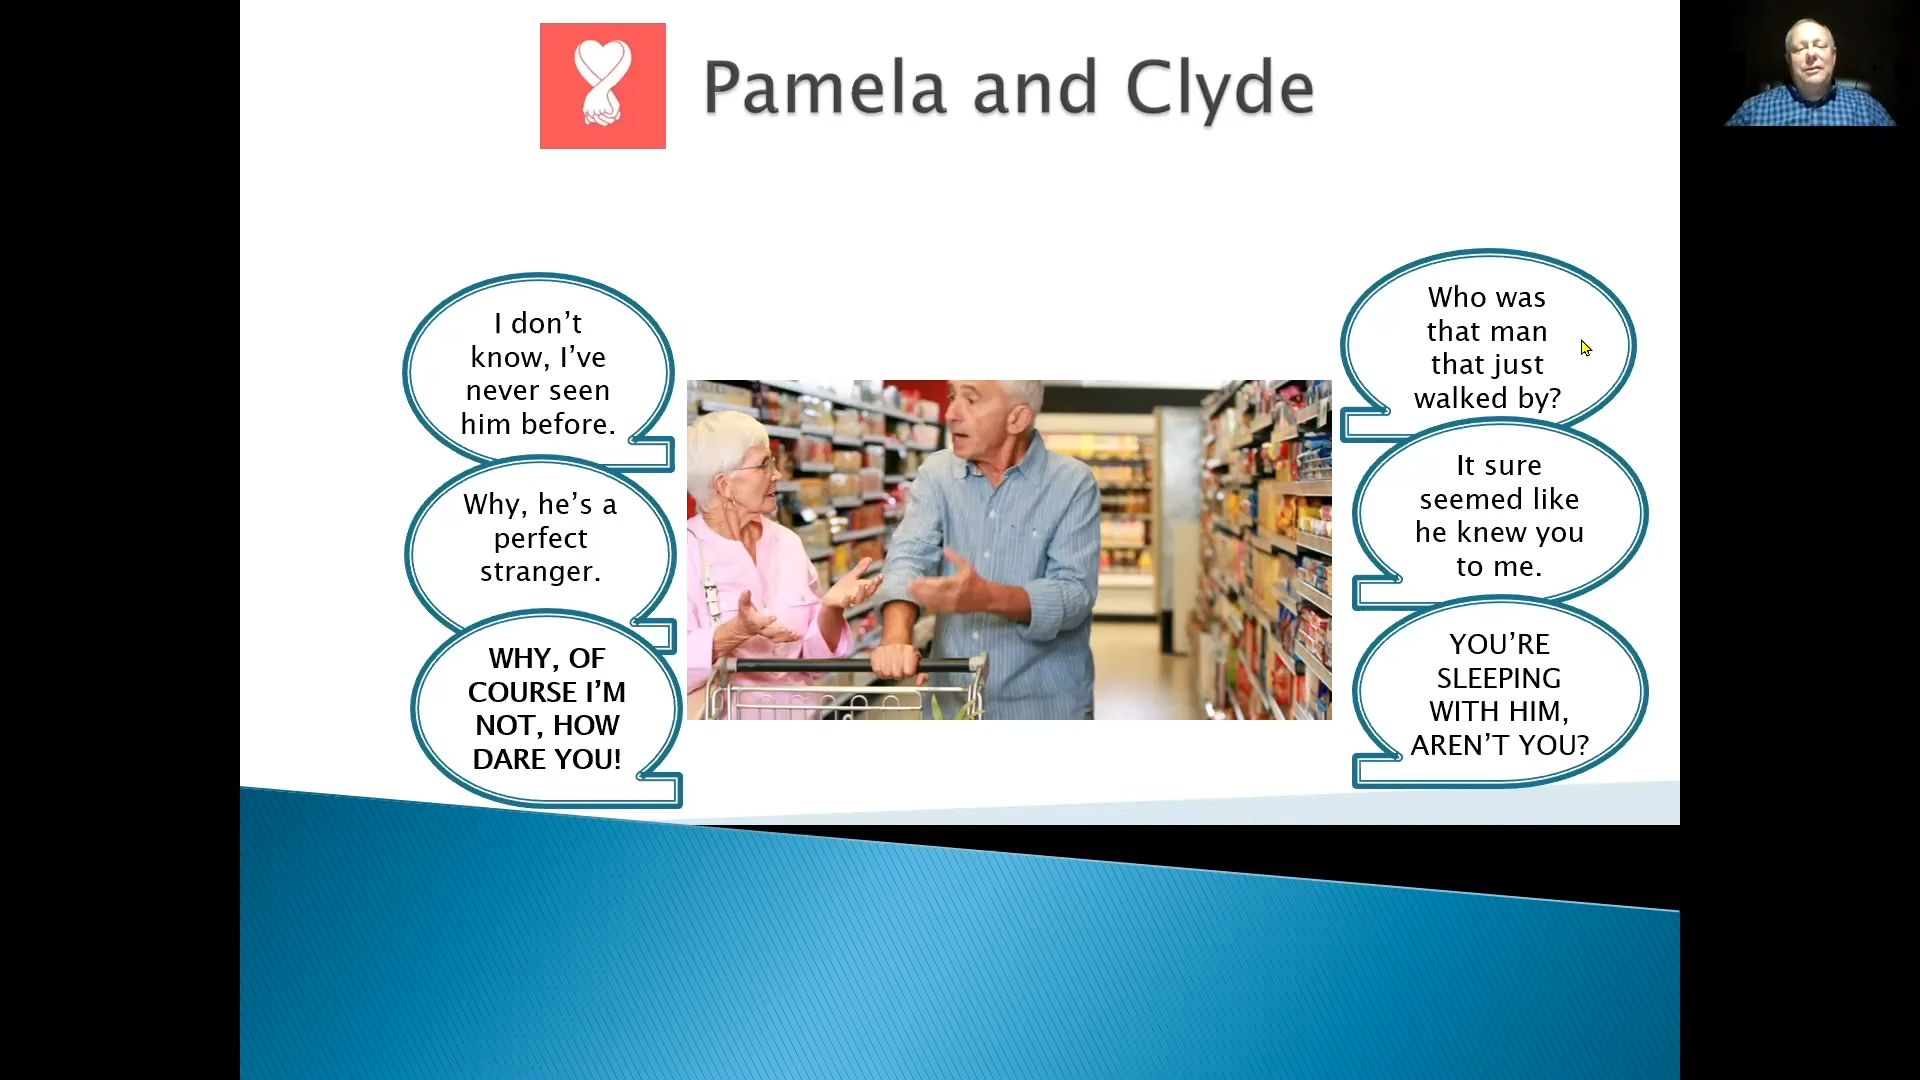 Pamela and Clyde
I don’t
know, I’ve
never seen
him before.
Why, he’s a
perfect
stranger.
WHY, OF
COURSE I’M
NOT, HOW
DARE YOU!
Who was
that man
that just
walked by?
It sure
seemed like
he knew you
to me.
YOU’RE
SLEEPING
WITH HIM,
AREN’T YOU?